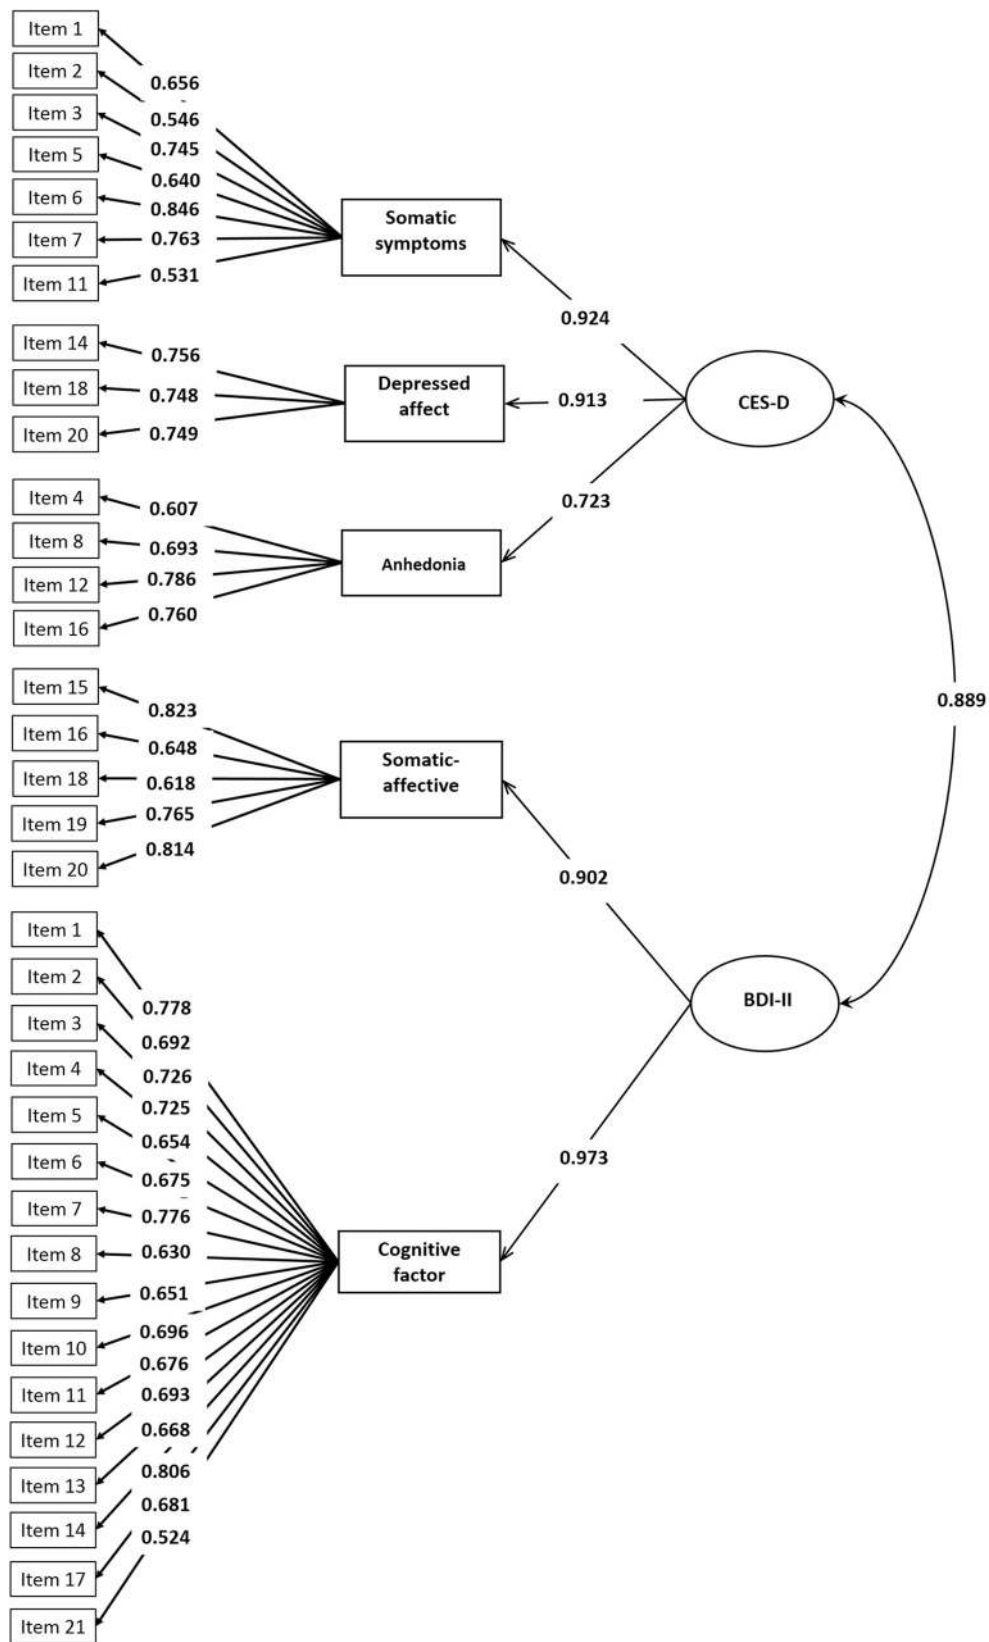 Item 1
Item 2
Item 3
Item 5
Item 6
Item 7
Item 11
0.656
0.546
0.745
0.640
0.846
0.763
0.531
Somatic
symptoms
Item 14
Item 18
Item 20
0.756
0.748
0.749
Depressed
affect
Item 4
Item 8
Item 12
Item 16
0.607
0.693
0.786
0.760
Anhedonia
0.924
0.913
0.723
CES-D
0.889
Item 15
Item 16
Item 18
Item 19
Item 20
0.823
0.648
0.618
0.765
0.814
Somatic-
affective
Item 1
Item 2
Item 3
Item 4
Item 5
Item 6
Item 7
Item 8
Item 9
Item 10
Item 11
Item 12
Item 13
Item 14
Item 17
Item 21
0.778
0.692
0.726
0.725
0.654
0.675
0.776
0.630
0.651
0.696
0.676
0.693
0.668
0.806
0.681
0.524
Cognitive
factor
0.902
0.973
BDI-II